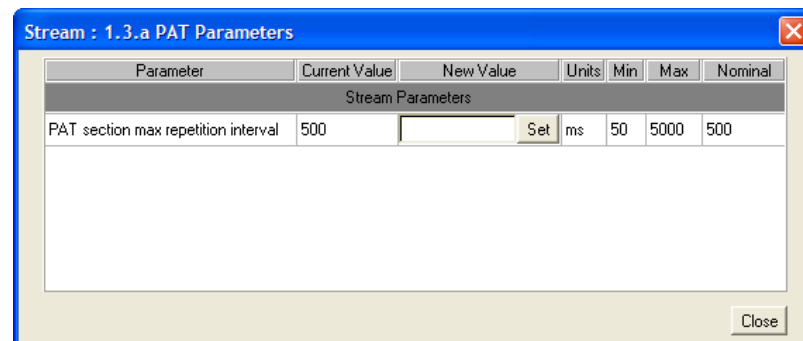 Stream : 1.3.a PAT Parameters
Parameter Current Value New Value Units Min Max Nominal
Stream Parameters
PAT section max repetition interval 500 Set ms 50 5000 500
Close